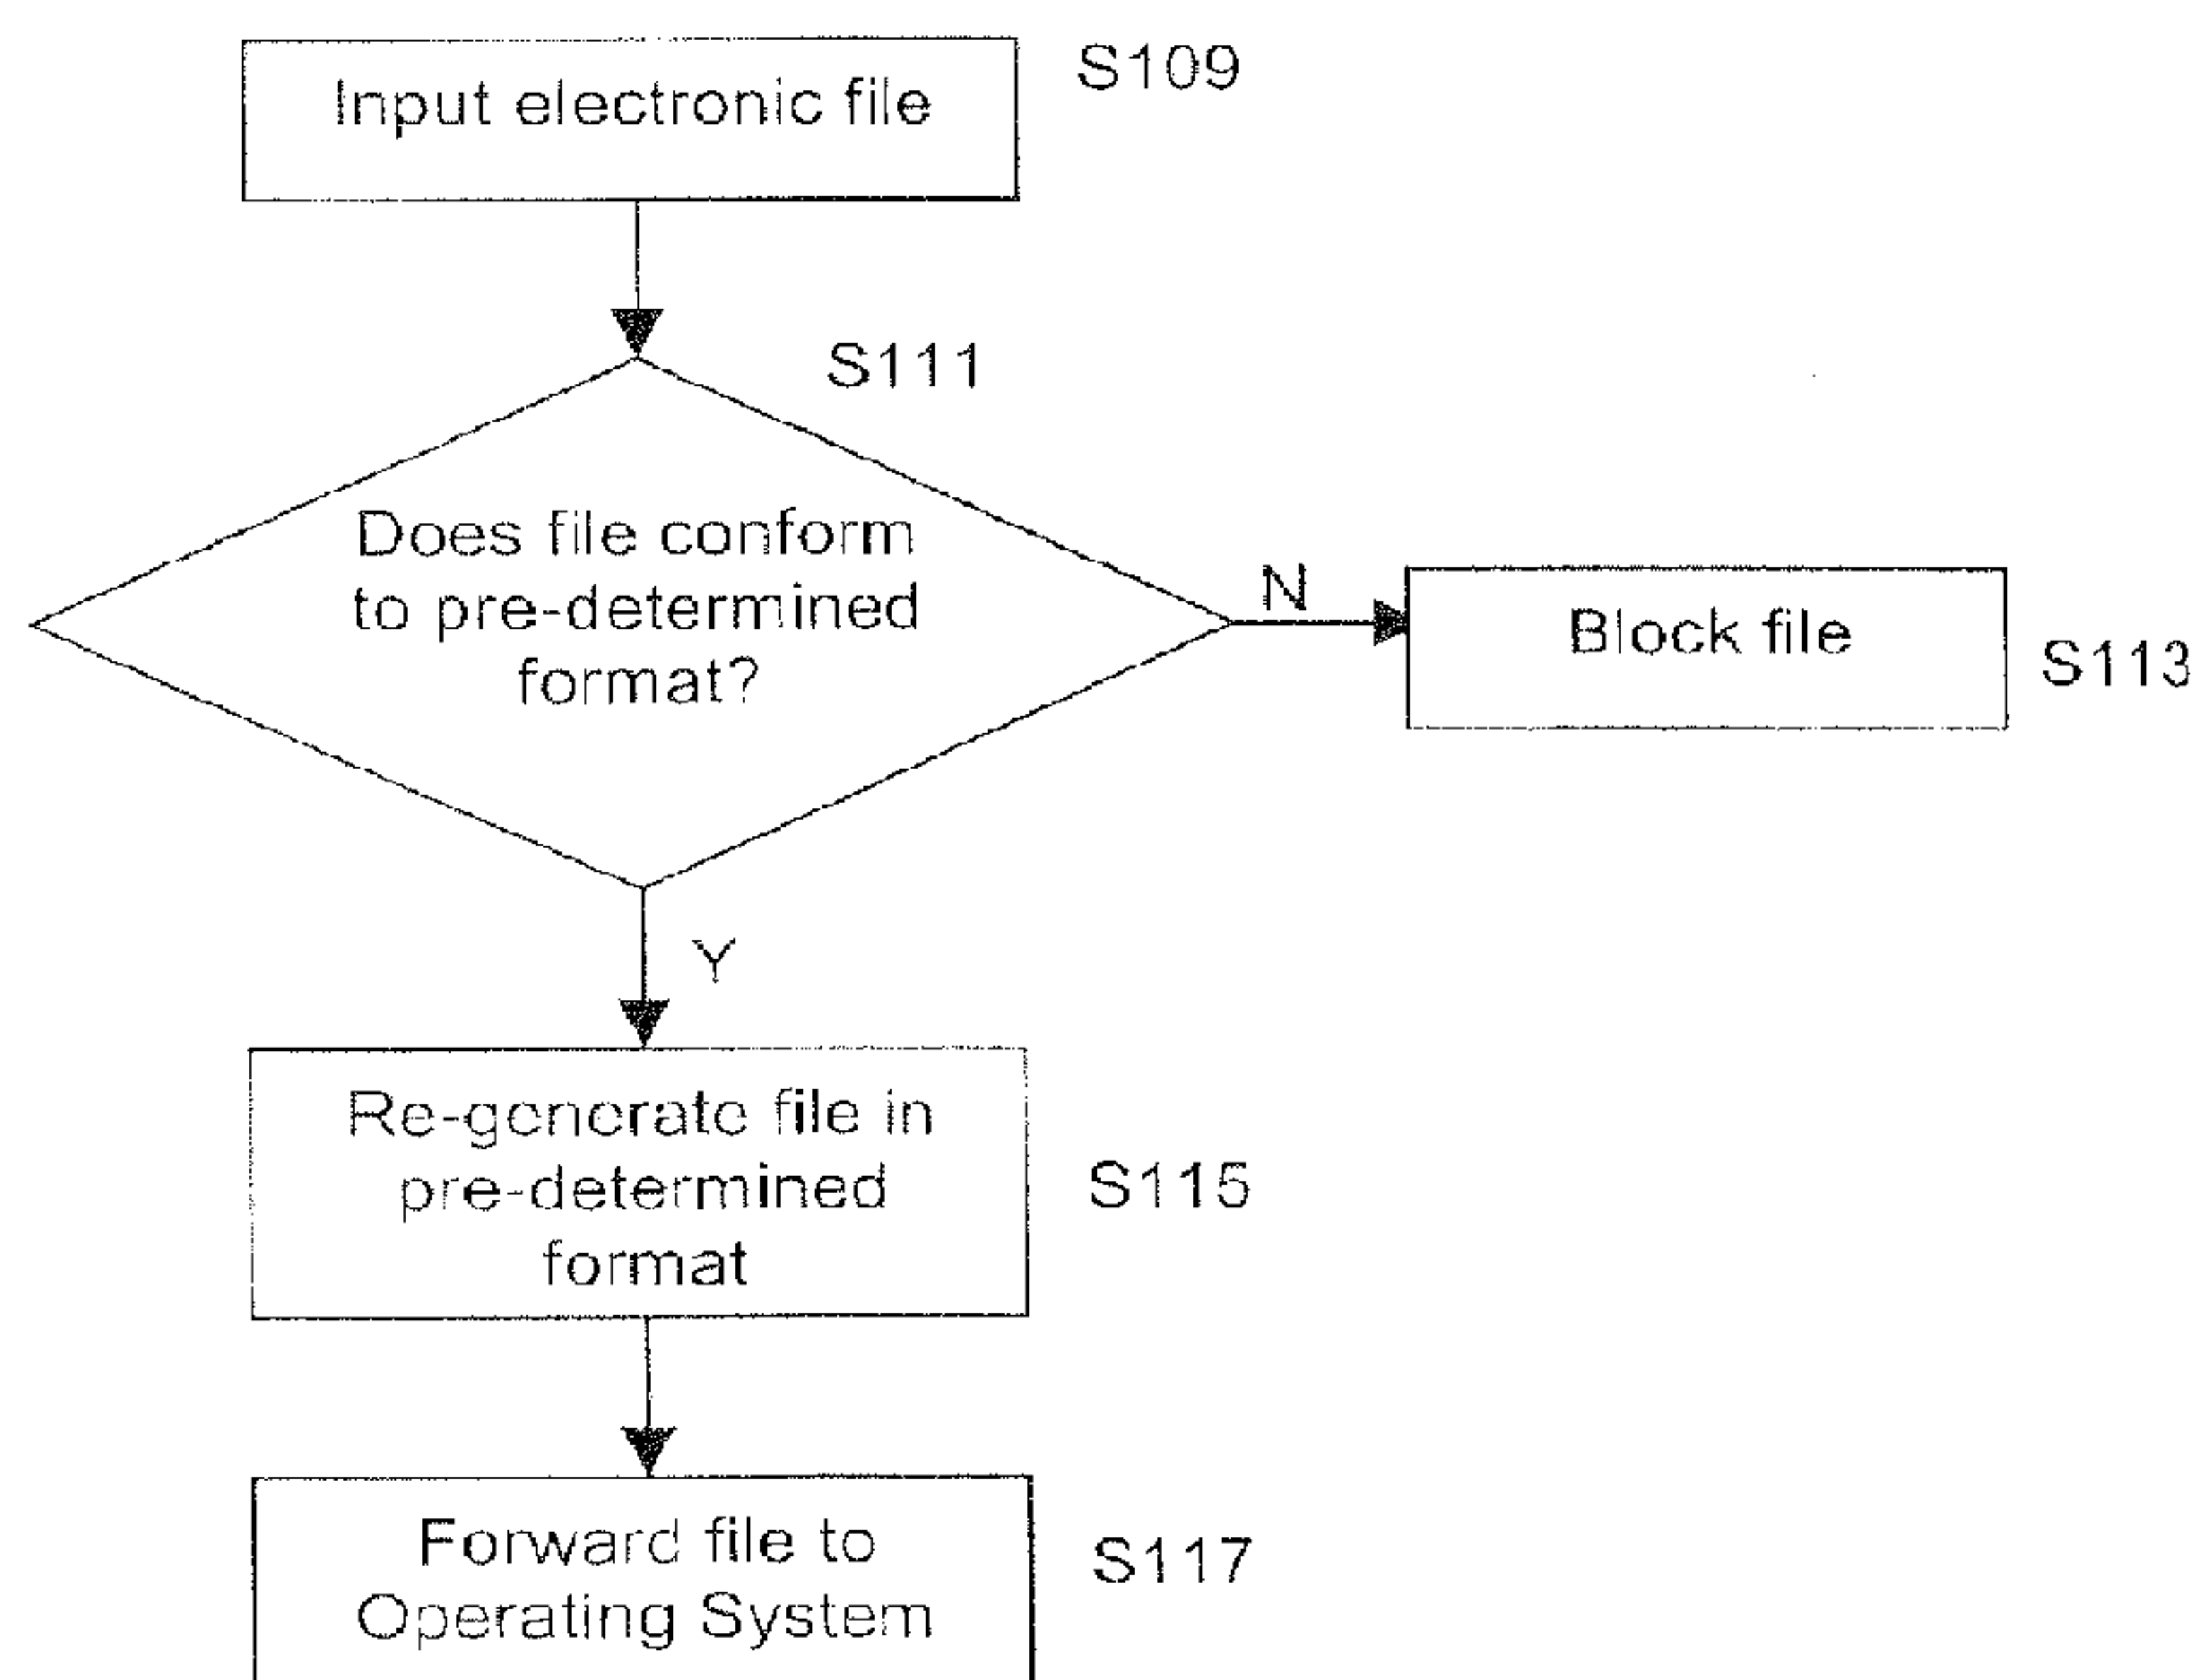 Input electronic file
S109
S111
Does file conform
to pre-determined
format?
N
Block file
S113
Y
Re-generate file in
pre-determined
format
S115
Forward file to
Operating System
S117